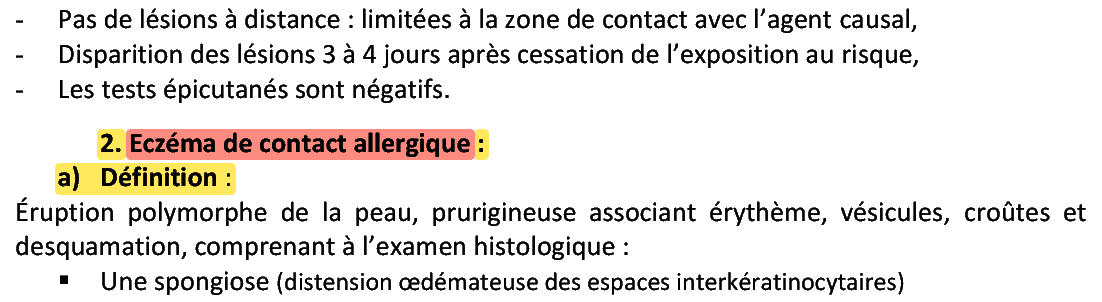 - Pas de lésions à distance : limitées à la zone de contact avec l’agent causal,
- Disparition des lésions 3 à 4 jours après cessation de l’exposition au risque,
- Les tests épicutanés sont négatifs.
2. Eczéma de contact allergique :
a) Définition :
Éruption polymorphe de la peau, prurigineuse associant érythème, vésicules, croûtes et
desquamation, comprenant à l’examen histologique :
▪ Une spongiose (distension œdémateuse des espaces interkératinocytaires)